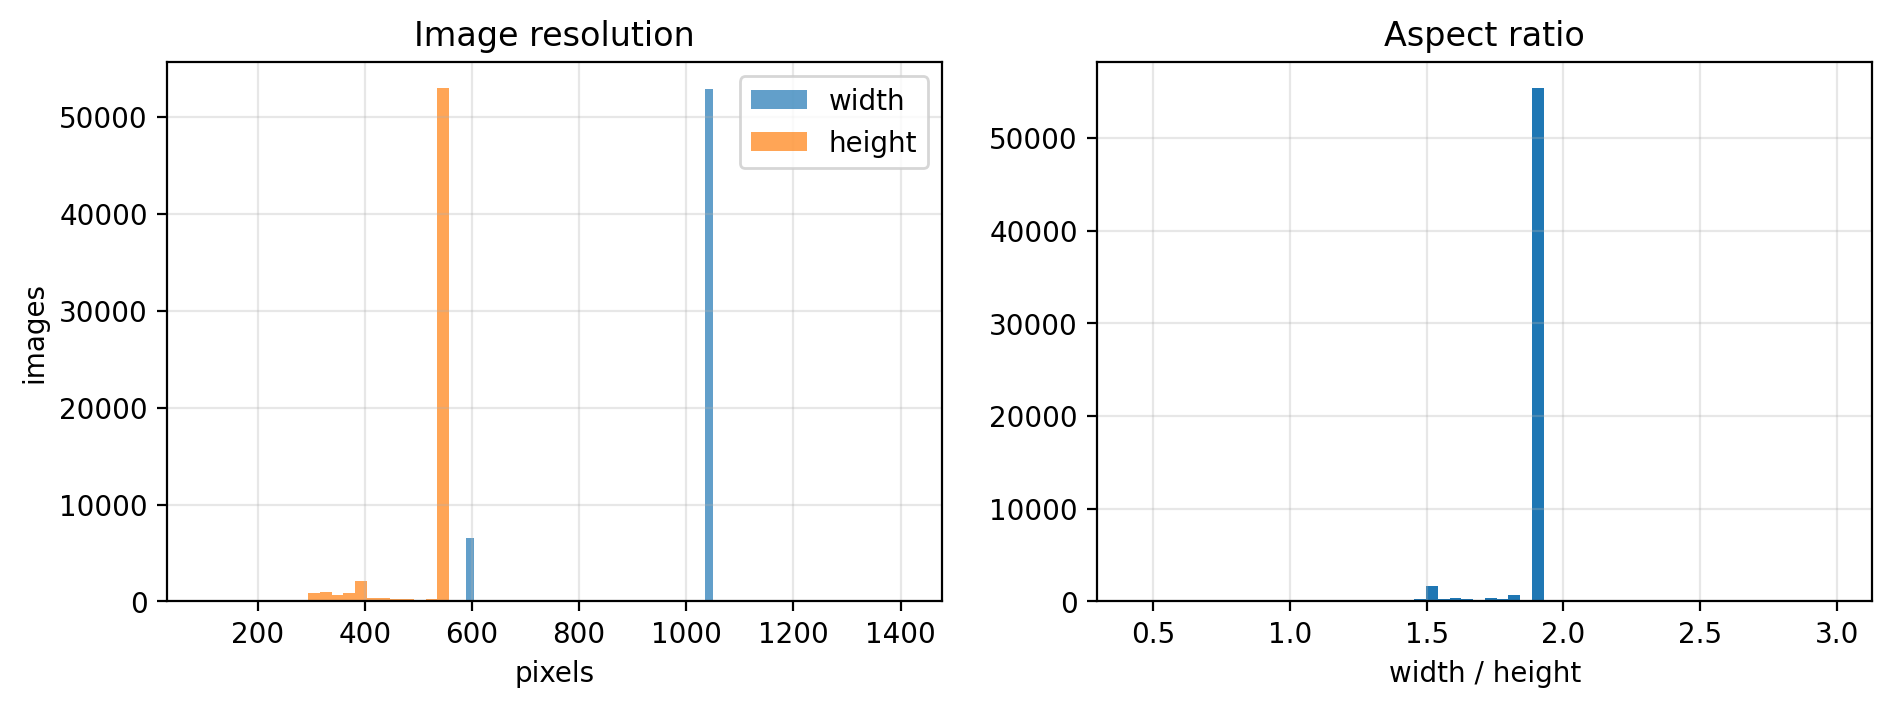 Image resolution
50000
40000
30000
20000
10000
0
images
200 400 600 800 1000 1200 1400
pixels
width
height
Aspect ratio
50000
40000
30000
20000
10000
0
0.5 1.0 1.5 2.0 2.5 3.0
width / height